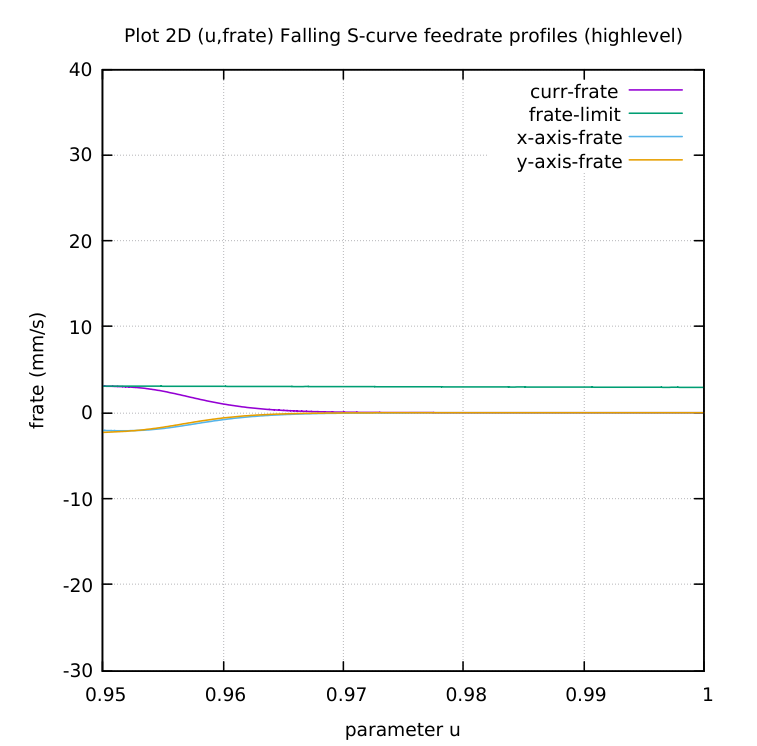 Plot 2D (u,frate) Falling S-curve feedrate profiles (highlevel)
40
30
20
10
0
-10
-20
-30
frate (mm/s)
curr-frate
frate-limit
x-axis-frate
y-axis-frate
0.95 0.96 0.97 0.98 0.99 1
parameter u